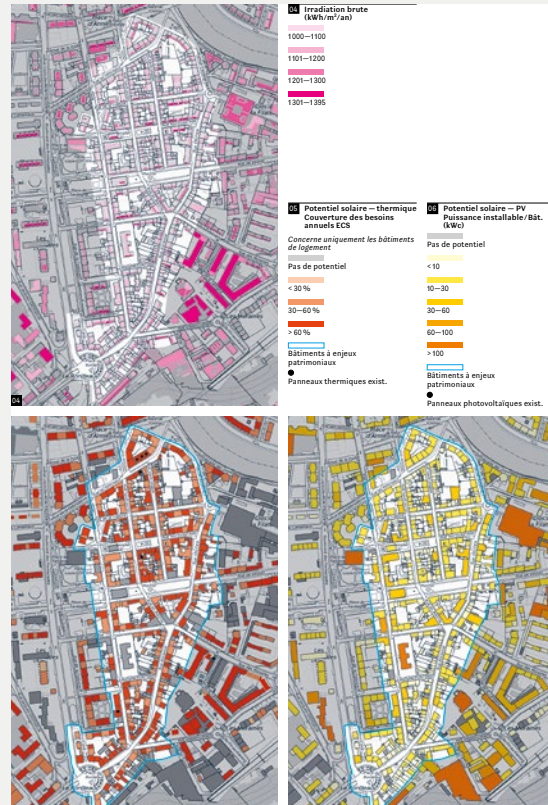 04 Irradiation brute
(kWh/m²/an)
1000—1100
1101—1200
1201—1300
1301—1395
05 Potentiel solaire — thermique
Couverture des besoins
annuels ECS
Concerne uniquement les bâtiments
de logement
Pas de potentiel
< 30 %
30—60 %
> 60 %
Bâtiments à enjeux
patrimoniaux
Panneaux thermiques exist.
06 Potentiel solaire — PV
Puissance installable/Bât.
(kWc)
Pas de potentiel
<10
10—30
30—60
60—100
>100
Bâtiments à enjeux
patrimoniaux
Panneaux photovoltaïques exist.
04